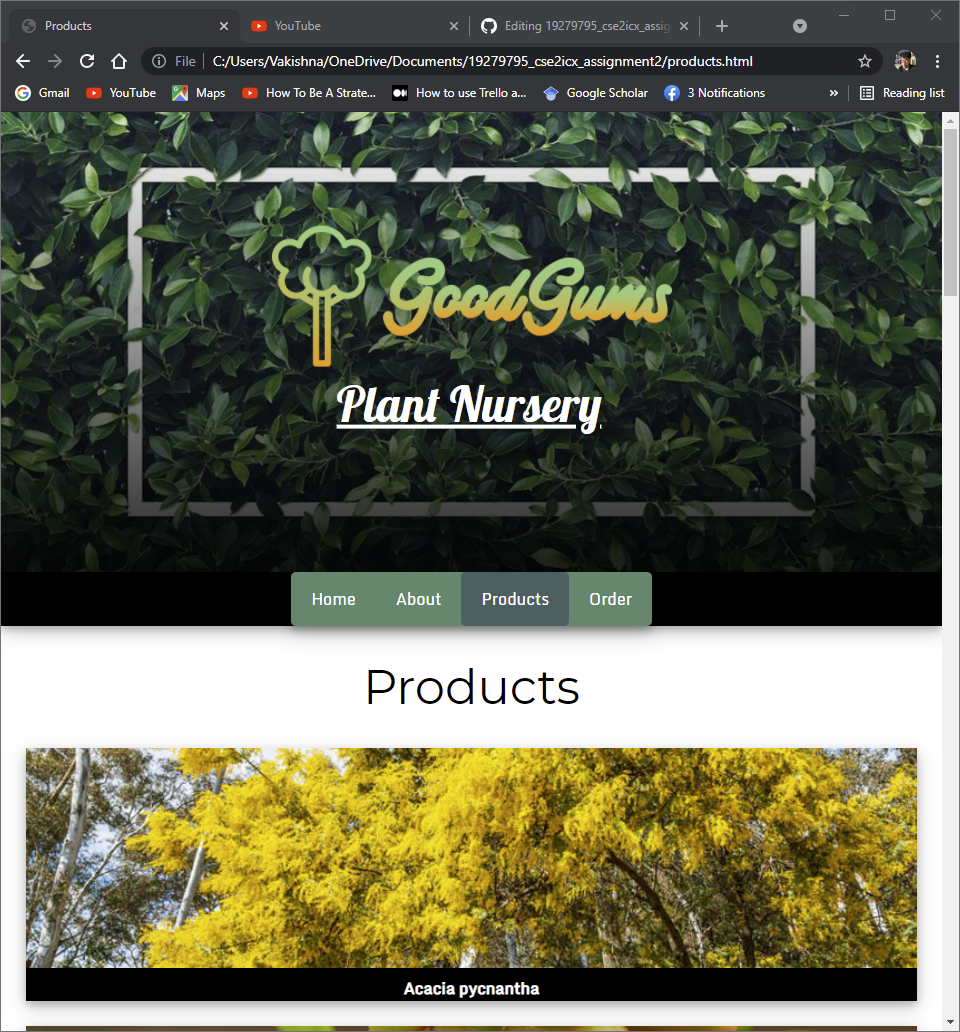 Products
YouTube
Editing 19279795_cse2icx_assig
File
C:/Users/Vakishna/OneDrive/Documents/19279795_cse2icx_assignment2/products.html
Gmail
YouTube
Maps
How To Be A Strate...
How to use Trello a...
Google Scholar
3 Notifications
»
Reading list
GoodGums
Plant Nursery
Home
About
Products
Order
Products
Acacia pycnantha